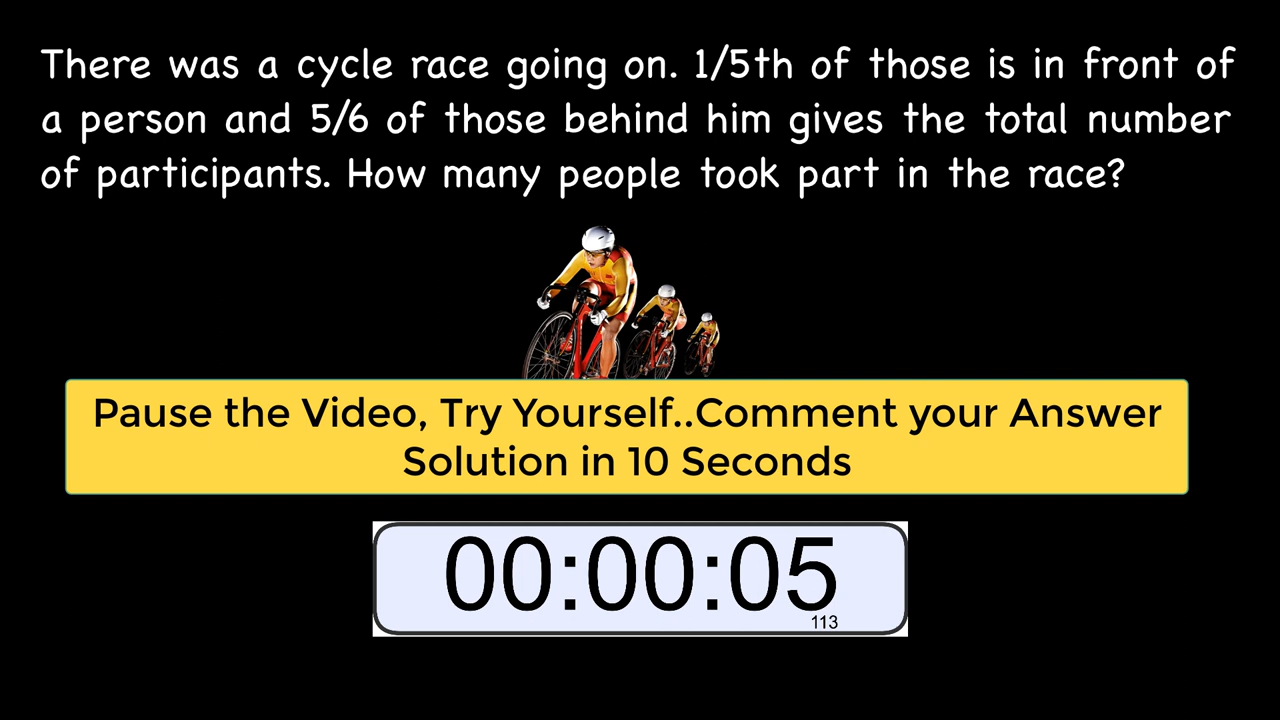 There was a cycle race going on. 1/5th of those is in front of
a person and 5/6 of those behind him gives the total number
of participants. How many people took part in the race?
Pause the Video, Try Yourself..Comment your Answer
Solution in 10 Seconds
00:00:05
113